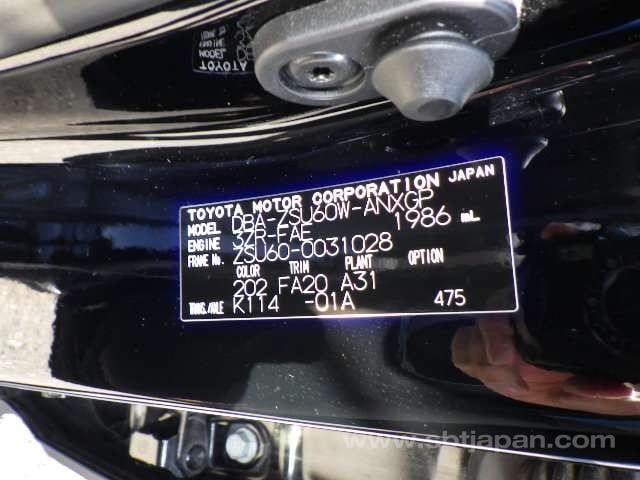 TOYOTA MOTOR CORPORATION JAPAN
MODEL DBA-ZSU60W-ANXGP
ENGINE 3ZR-FAE 1986 mL
FRAME No. ZSU60-0031028
COLOR TRIM PLANT OPTION
202 FA20 A31
TRANS./AXLE K114 -01A 475
www.sbtjapan.com